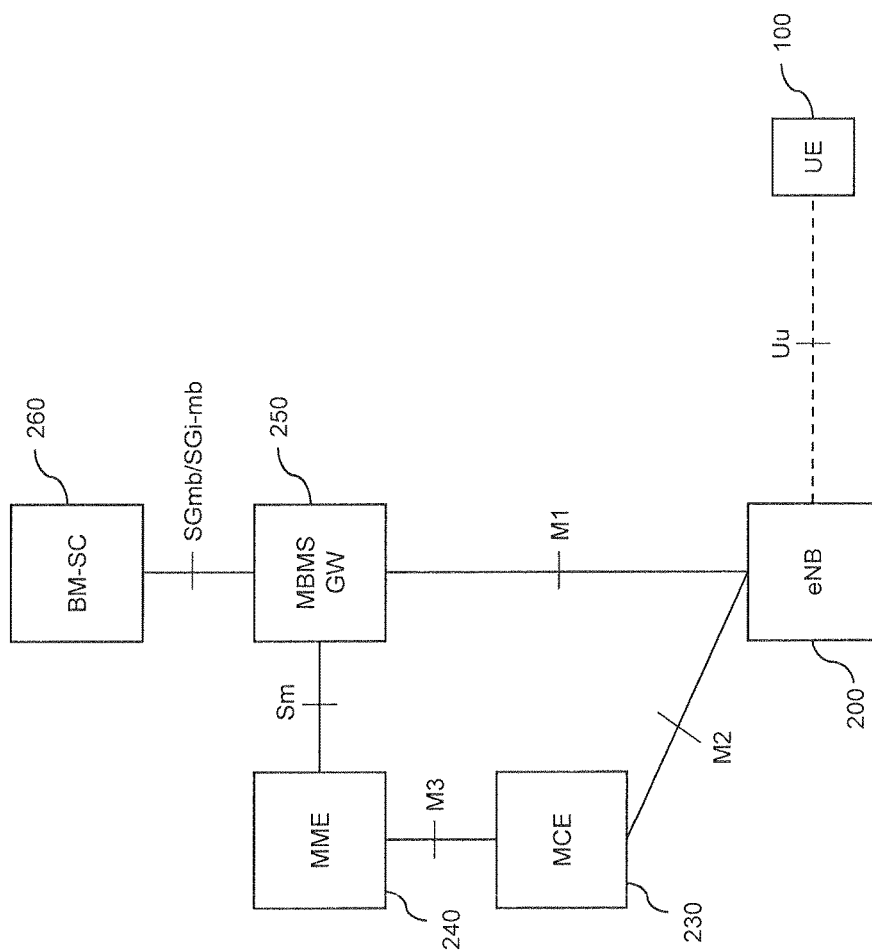 260
BM-SC
SGmb/SGi-mb
250
MBMS
GW
Sm
MME
240
M3
MCE
230
M1
M2
eNB
200
Uu
UE
100